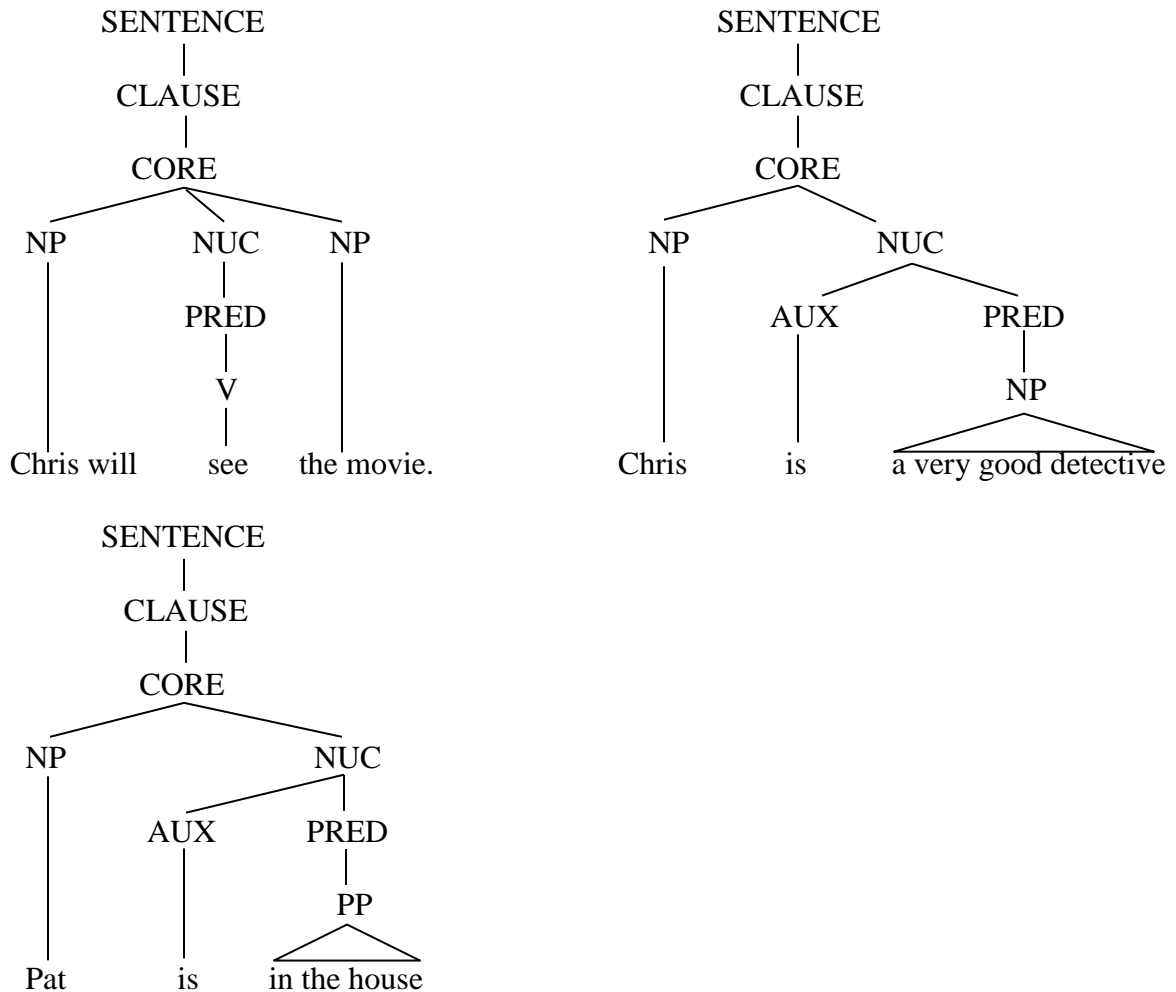 SENTENCE
CLAUSE
CORE
NP NUC NP
PRED
V
Chris will see the movie.
SENTENCE
CLAUSE
CORE
NP NUC
AUX PRED
NP
Chris is a very good detective
SENTENCE
CLAUSE
CORE
NP NUC
AUX PRED
PP
Pat is in the house